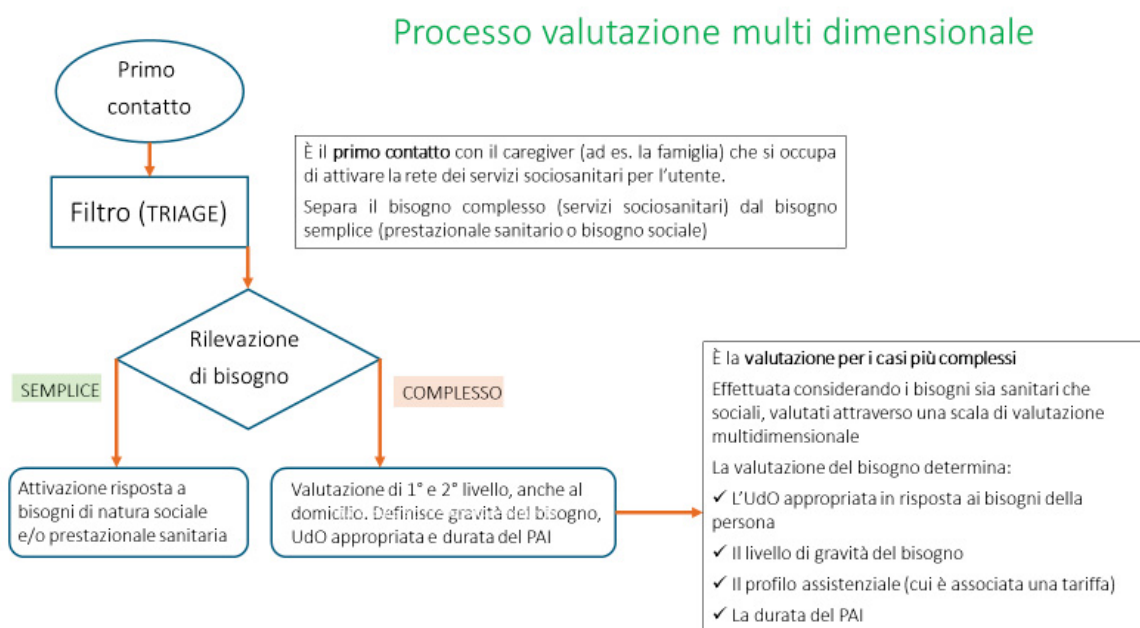 Processo valutazione multi dimensionale
Primo
contatto
È il primo contatto con il caregiver (ad es. la famiglia) che si occupa
di attivare la rete dei servizi sociosanitari per l'utente.
Separa il bisogno complesso (servizi sociosanitari) dal bisogno
semplice (prestazionale sanitario o bisogno sociale)
Filtro (TRIAGE)
Rilevazione
di bisogno
SEMPLICE
COMPLESSO
Attivazione risposta a
bisogni di natura sociale
e/o prestazionale sanitaria
Valutazione di 1° e 2° livello, anche al
domicilio. Definisce gravità del bisogno,
UdO appropriata e durata del PAI
È la valutazione per i casi più complessi
Effettuata considerando i bisogni sia sanitari che
sociali, valutati attraverso una scala di valutazione
multidimensionale
La valutazione del bisogno determina:
✓ L'UdO appropriata in risposta ai bisogni della
persona
✓ Il livello di gravità del bisogno
✓ Il profilo assistenziale (cui è associata una tariffa)
✓ La durata del PAI